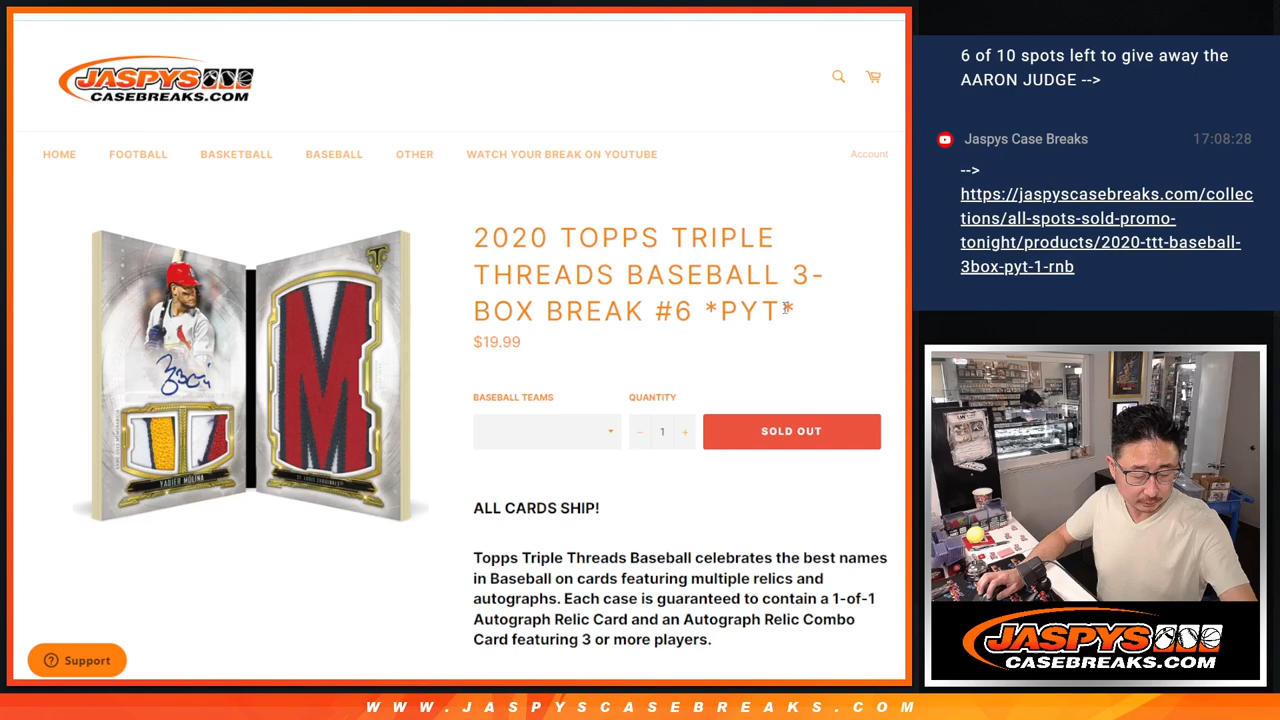 JASPYS
CASEBREAKS.COM
HOME
FOOTBALL
BASKETBALL
BASEBALL
OTHER
WATCH YOUR BREAK ON YOUTUBE
Account
2020 TOPPS TRIPLE
THREADS BASEBALL 3-
BOX BREAK #6 *PYT*
$19.99
BASEBALL TEAMS
QUANTITY
− 1 +
SOLD OUT
YADIER MOLINA
ALL CARDS SHIP!
Topps Triple Threads Baseball celebrates the best names
in Baseball on cards featuring multiple relics and
autographs. Each case is guaranteed to contain a 1-of-1
Autograph Relic Card and an Autograph Relic Combo
Card featuring 3 or more players.
Support
6 of 10 spots left to give away the
AARON JUDGE -->
Jaspys Case Breaks
17:08:28
-->
https://jaspyscasebreaks.com/collec
tions/all-spots-sold-promo-
tonight/products/2020-ttt-baseball-
3box-pyt-1-rnb
JASPYS
CASEBREAKS.COM
WWW.JASPYSCASEBREAKS.COM